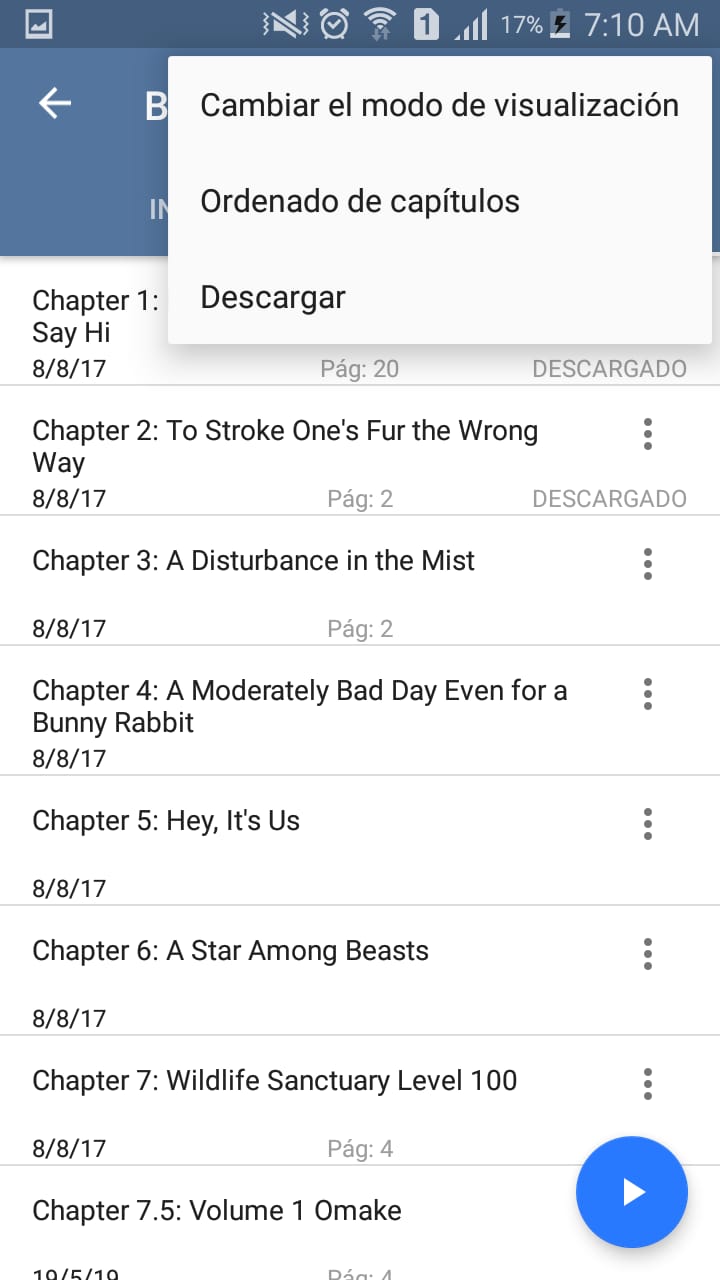 1
17%
7:10 AM
B
IN
Cambiar el modo de visualización
Ordenado de capítulos
Descargar
Chapter 1:
Say Hi
8/8/17 Pág: 20 DESCARGADO
Chapter 2: To Stroke One's Fur the Wrong
Way
8/8/17 Pág: 2 DESCARGADO
Chapter 3: A Disturbance in the Mist
8/8/17 Pág: 2
Chapter 4: A Moderately Bad Day Even for a
Bunny Rabbit
8/8/17
Chapter 5: Hey, It's Us
8/8/17
Chapter 6: A Star Among Beasts
8/8/17
Chapter 7: Wildlife Sanctuary Level 100
8/8/17 Pág: 4
Chapter 7.5: Volume 1 Omake
19/5/19 Pág: 4